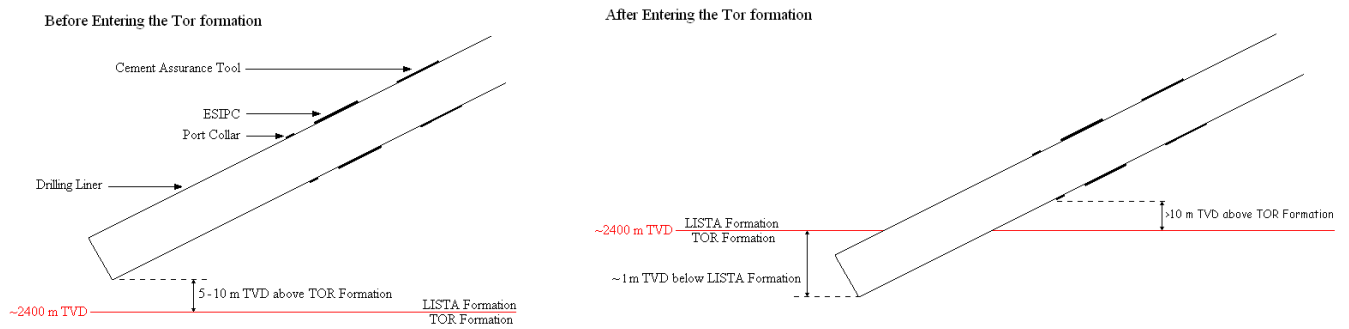 Before Entering the Tor formation
Cement Assurance Tool
ESIPC
Port Collar
Drilling Liner
5-10 m TVD above TOR Formation
~2400 m TVD
LISTA Formation
TOR Formation
After Entering the Tor formation
>10 m TVD above TOR Formation
~2400 m TVD
LISTA Formation
TOR Formation
~1m TVD below LISTA Formation